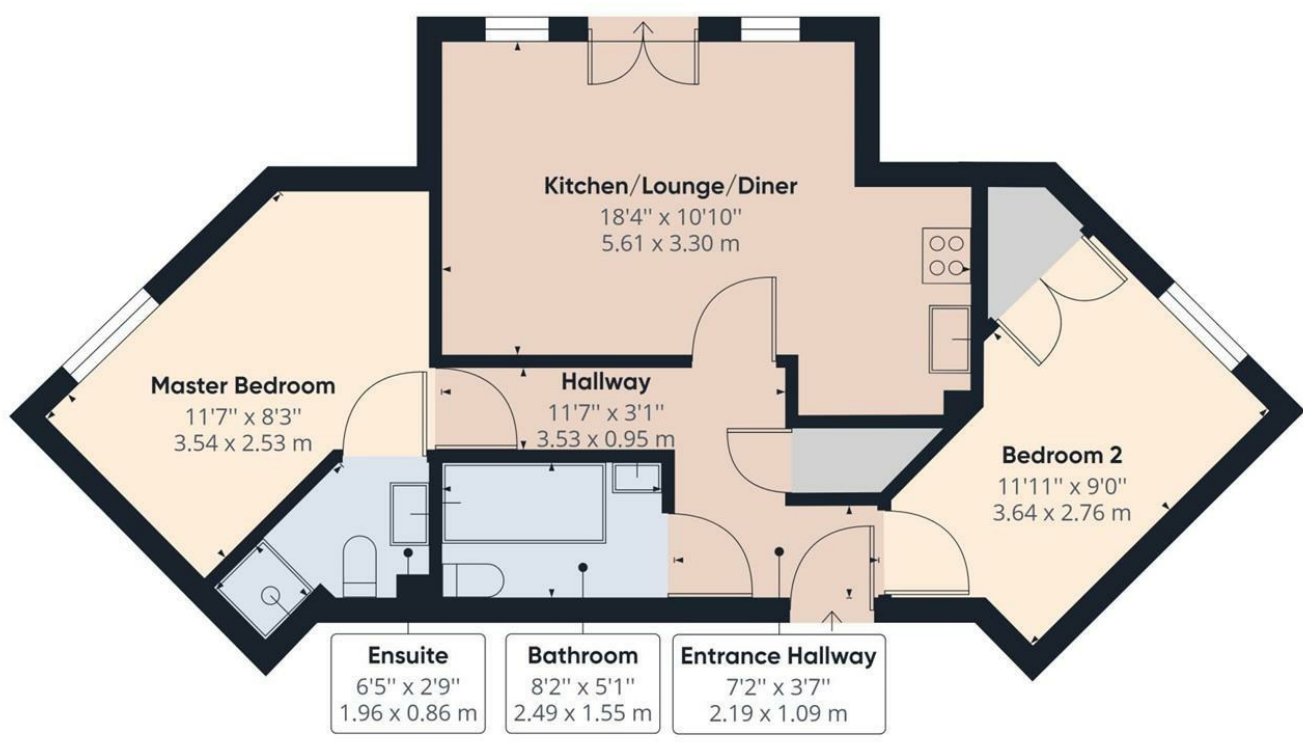 Kitchen/Lounge/Diner
18'4" x 10'10"
5.61 x 3.30 m
Master Bedroom
11'7" x 8'3"
3.54 x 2.53 m
Hallway
11'7" x 3'1"
3.53 x 0.95 m
Bedroom 2
11'11" x 9'0"
3.64 x 2.76 m
Ensuite
6'5" x 2'9"
1.96 x 0.86 m
Bathroom
8'2" x 5'1"
2.49 x 1.55 m
Entrance Hallway
7'2" x 3'7"
2.19 x 1.09 m